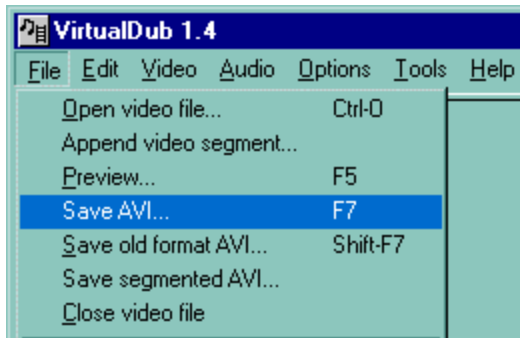 VirtualDub 1.4
File Edit Video Audio Options Tools Help
Open video file... Ctrl-O
Append video segment...
Preview... F5
Save AVI... F7
Save old format AVI... Shift-F7
Save segmented AVI...
Close video file